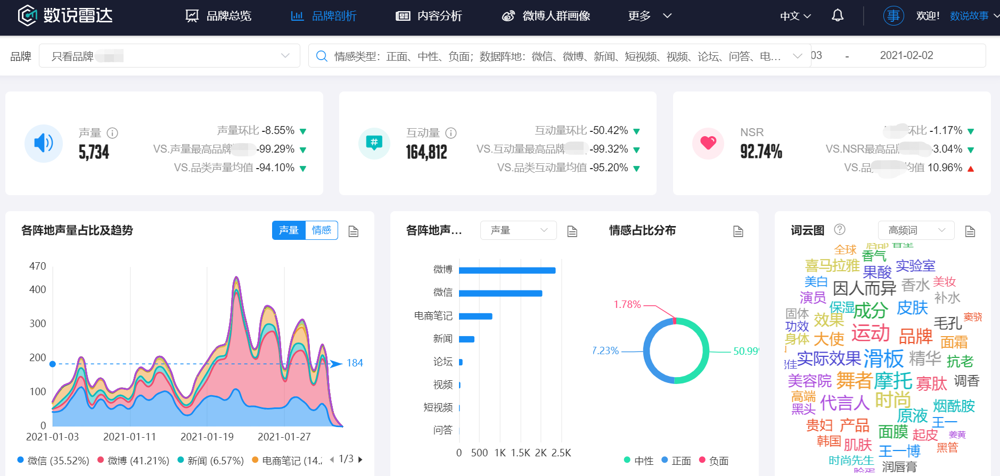 数说雷达
品牌总览
品牌剖析
内容分析
微博人群画像
更多
中文
事
欢迎!
数说故事
品牌
只看品牌
情感类型：正面、中性、负面；数据阵地：微信、微博、新闻、短视频、视频、论坛、问答、电…
03 - 2021-02-02
声量
5,734
声量环比 -8.55%
VS.声量最高品牌 -99.29%
VS.品类声量均值 -94.10%
互动量
164,812
互动量环比 -50.42%
VS.互动量最高品牌 -99.32%
VS.品类互动量均值 -95.20%
NSR
92.74%
环比 -1.17%
VS.NSR最高品 -3.04%
VS.品 均值 10.96%
各阵地声量占比及趋势
声量
情感
470
400
300
200
100
0
184
2021-01-03
2021-01-11
2021-01-19
2021-01-27
微信 (35.52%)
微博 (41.21%)
新闻 (6.57%)
电商笔记 (14.
1/3
各阵地声…
声量
微博
微信
电商笔记
新闻
论坛
视频
短视频
问答
0 500 1K 1.5K 2K 2.5K
情感占比分布
1.78%
7.23%
50.99
中性
正面
负面
词云图
高频词
全球
香气
喜马拉雅
果酸
实验室
美白
因人而异
香水
美妆
演员
补水
固体
保湿
成分
皮肤
功效
效果
毛孔
窦骁
身体
大使
运动
品牌
面霜
佳
实际效果
滑板
精华
抗老
美容院
舞者
摩托
寡肽
调香
高端
黑头
代言人
时尚
烟酰胺
原液
王一
贵妇
产品
面膜
起皮
姜黄
韩国
肌肤
王一博
黑管
时尚先生
润唇膏